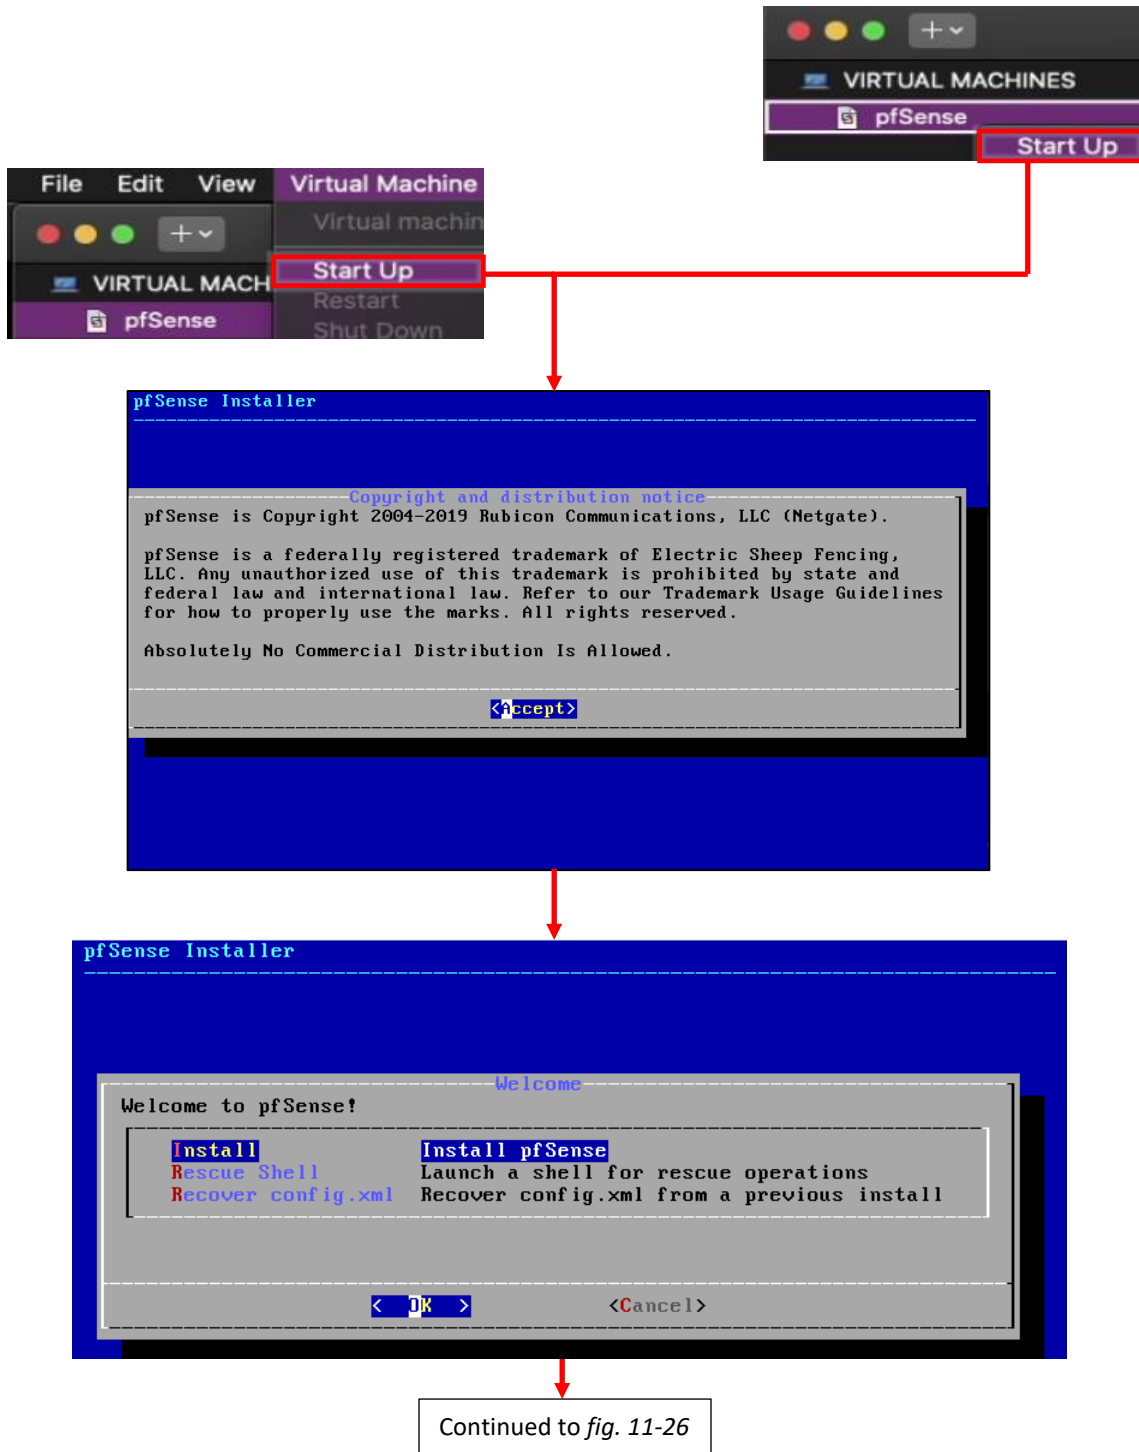 VIRTUAL MACHINES
pfSense
Start Up
File Edit View Virtual Machine
Virtual machin
VIRTUAL MACH
Start Up
Restart
pfSense
Shut Down
pfSense Installer
Copyright and distribution notice
pfSense is Copyright 2004-2019 Rubicon Communications, LLC (Netgate).
pfSense is a federally registered trademark of Electric Sheep Fencing,
LLC. Any unauthorized use of this trademark is prohibited by state and
federal law and international law. Refer to our Trademark Usage Guidelines
for how to properly use the marks. All rights reserved.
Absolutely No Commercial Distribution Is Allowed.
<Accept>
pfSense Installer
Welcome
Welcome to pfSense!
Install Install pfSense
Rescue Shell Launch a shell for rescue operations
Recover config.xml Recover config.xml from a previous install
< OK > <Cancel>
Continued to fig. 11-26